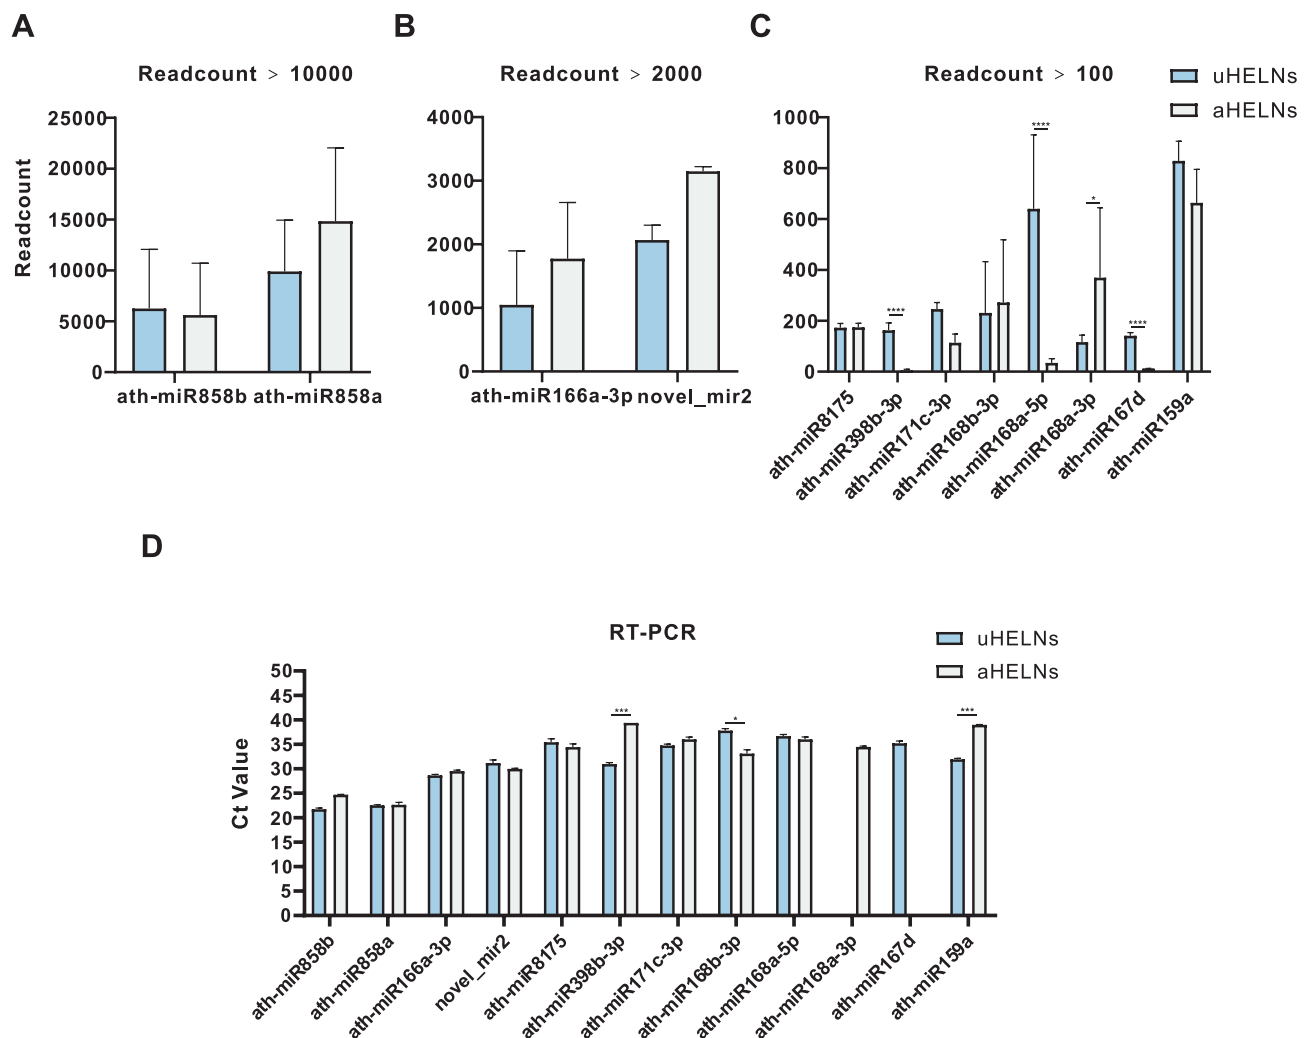 A
B
C
Readcount > 10000
Readcount > 2000
Readcount > 100
uHELNs
aHELNs
Readcount
25000
20000
15000
10000
5000
0
ath-miR858b ath-miR858a
4000
3000
2000
1000
0
ath-miR166a-3p novel_mir2
1000
800
600
400
200
0
****
****
*
****
ath-miR8175
ath-miR398b-3p
ath-miR171c-3p
ath-miR168b-3p
ath-miR168a-5p
ath-miR168a-3p
ath-miR167d
ath-miR159a
D
RT-PCR
uHELNs
aHELNs
Ct Value
50
45
40
35
30
25
20
15
10
5
0
***
*
***
ath-miR858b
ath-miR858a
ath-miR166a-3p
novel_mir2
ath-miR8175
ath-miR398b-3p
ath-miR171c-3p
ath-miR168b-3p
ath-miR168a-5p
ath-miR168a-3p
ath-miR167d
ath-miR159a